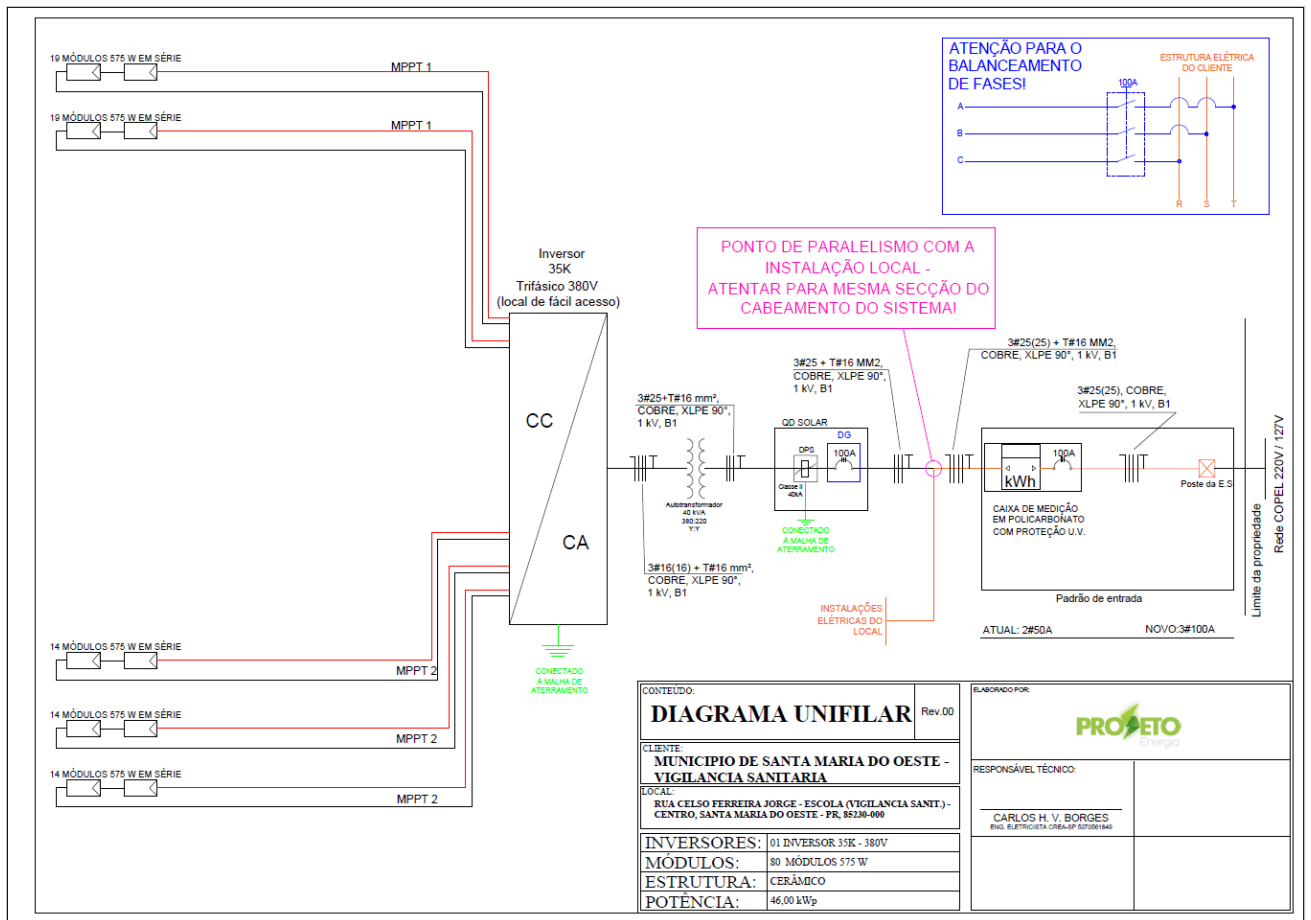 19 MÓDULOS 575 W EM SÉRIE
MPPT 1
19 MÓDULOS 575 W EM SÉRIE
MPPT 1
ATENÇÃO PARA O
BALANCEAMENTO
DE FASES!
ESTRUTURA ELÉTRICA
DO CLIENTE
100A
A
B
C
R S T
Inversor
35K
Trifásico 380V
(local de fácil acesso)
CC
CA
CONECTADO
À MALHA DE
ATERRAMENTO
PONTO DE PARALELISMO COM A
INSTALAÇÃO LOCAL -
ATENTAR PARA MESMA SECÇÃO DO
CABEAMENTO DO SISTEMA!
3#25+T#16 mm²,
COBRE, XLPE 90°,
1 kV, B1
Autotransformador
40 kVA
380:220
Y:Y
3#16(16) + T#16 mm²,
COBRE, XLPE 90°,
1 kV, B1
QD SOLAR
DG
DPS
100A
Classe II
40kA
CONECTADO
À MALHA DE
ATERRAMENTO
3#25 + T#16 MM2,
COBRE, XLPE 90°,
1 kV, B1
3#25(25) + T#16 MM2,
COBRE, XLPE 90°, 1 kV, B1
3#25(25), COBRE,
XLPE 90°, 1 kV, B1
100A
kWh
CAIXA DE MEDIÇÃO
EM POLICARBONATO
COM PROTEÇÃO U.V.
Poste da E.S
Padrão de entrada
ATUAL: 2#50A
NOVO:3#100A
Limite da propriedade
Rede COPEL 220V / 127V
INSTALAÇÕES
ELÉTRICAS DO
LOCAL
14 MÓDULOS 575 W EM SÉRIE
MPPT 2
14 MÓDULOS 575 W EM SÉRIE
MPPT 2
14 MÓDULOS 575 W EM SÉRIE
MPPT 2
CONTEÚDO:
DIAGRAMA UNIFILAR
Rev.00
CLIENTE:
MUNICIPIO DE SANTA MARIA DO OESTE -
VIGILANCIA SANITARIA
LOCAL:
RUA CELSO FERREIRA JORGE - ESCOLA (VIGILANCIA SANIT.) -
CENTRO, SANTA MARIA DO OESTE - PR, 85230-000
INVERSORES: 01 INVERSOR 35K - 380V
MÓDULOS: 80 MÓDULOS 575 W
ESTRUTURA: CERÂMICO
POTÊNCIA: 46,00 kWp
ELABORADO POR:
PROJETO
Energia
RESPONSÁVEL TÉCNICO:
CARLOS H. V. BORGES
ENG. ELETRICISTA CREA-SP 5070561849